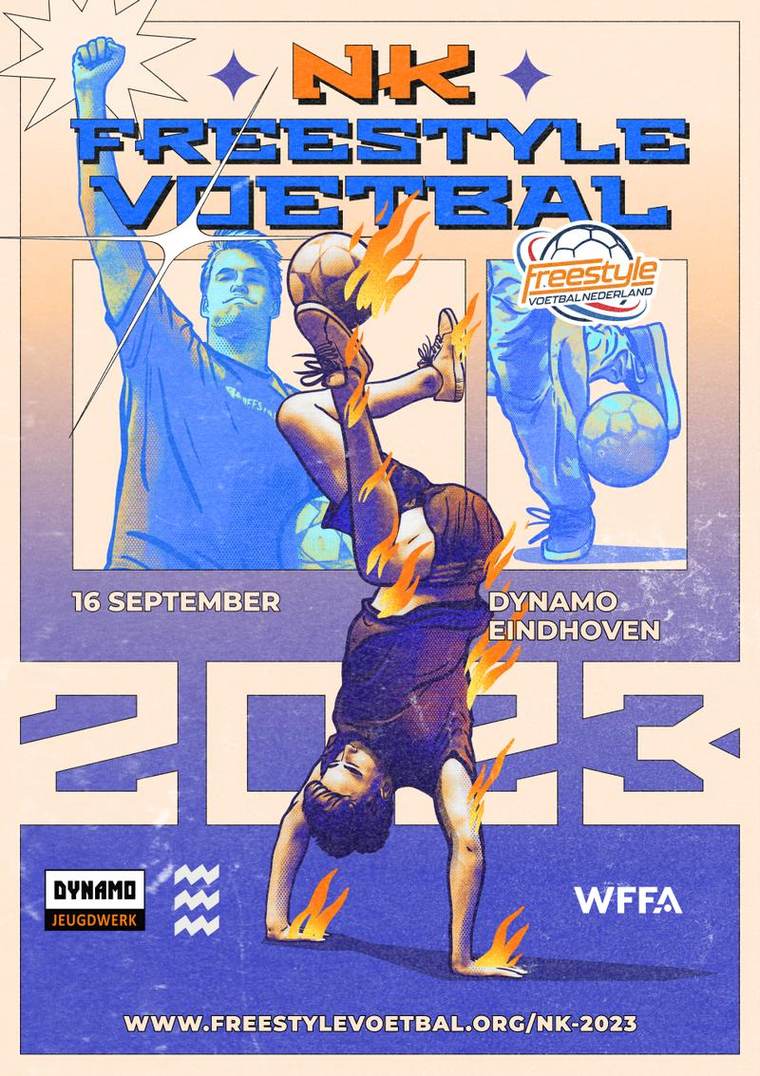 NK
FREESTYLE
VOETBAL
freestyle
VOETBAL NEDERLAND
16 SEPTEMBER
DYNAMO
EINDHOVEN
2023
DYNAMO
JEUGDWERK
WFFA
WWW.FREESTYLEVOETBAL.ORG/NK-2023